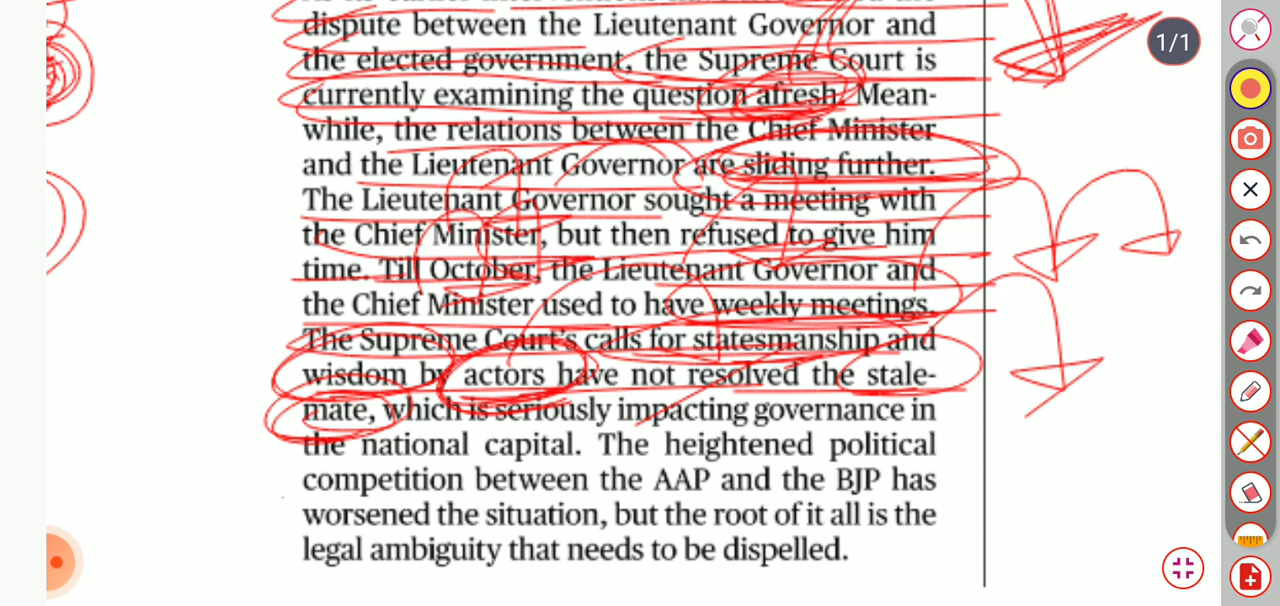 dispute between the Lieutenant Governor and
the elected government, the Supreme Court is
currently examining the question afresh. Mean-
while, the relations between the Chief Minister
and the Lieutenant Governor are sliding further.
The Lieutenant Governor sought a meeting with
the Chief Minister, but then refused to give him
time. Till October, the Lieutenant Governor and
the Chief Minister used to have weekly meetings.
The Supreme Court's calls for statesmanship and
wisdom by actors have not resolved the stale-
mate, which is seriously impacting governance in
the national capital. The heightened political
competition between the AAP and the BJP has
worsened the situation, but the root of it all is the
legal ambiguity that needs to be dispelled.
1/1